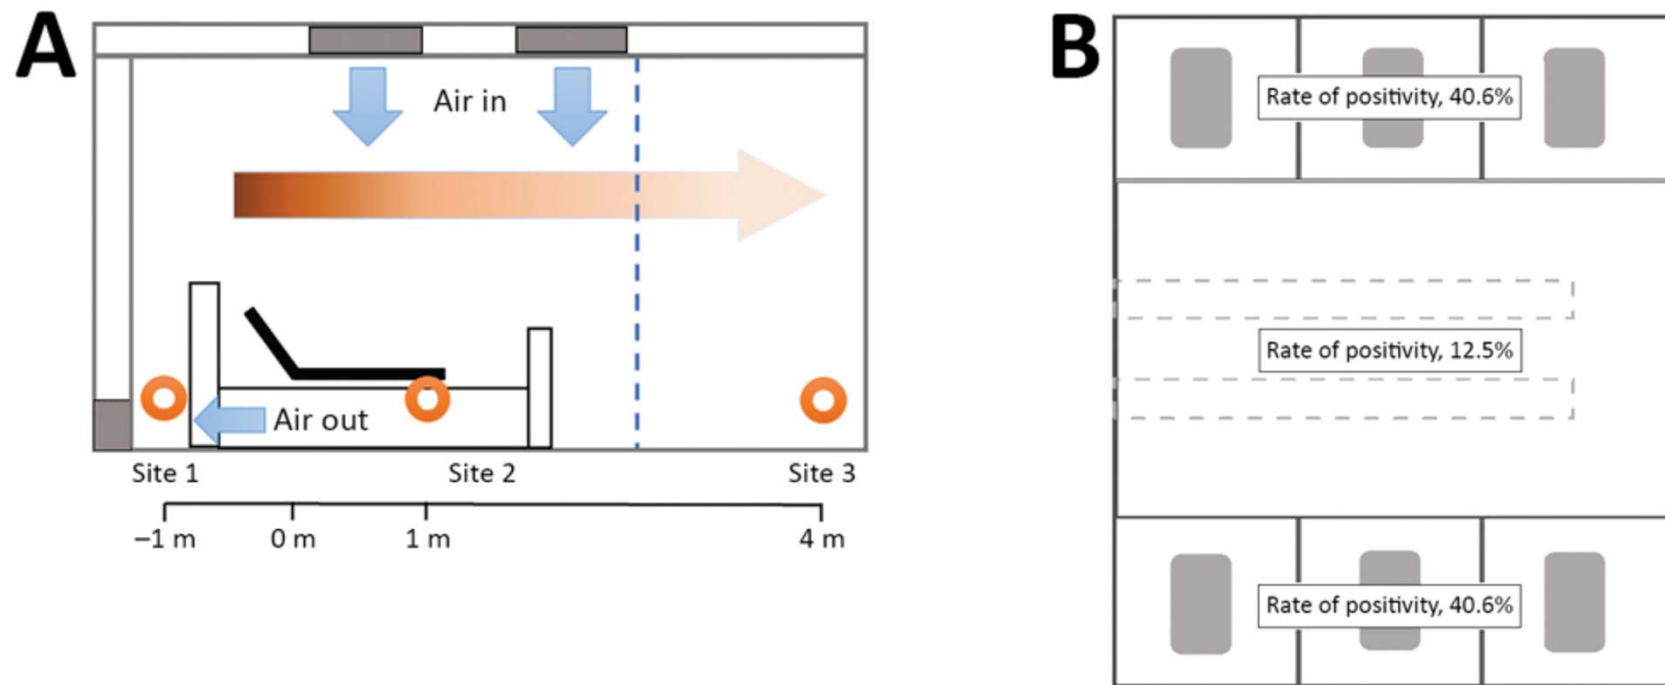 A
Air in
Air out
Site 1
Site 2
Site 3
–1 m
0 m
1 m
4 m
B
Rate of positivity, 40.6%
Rate of positivity, 12.5%
Rate of positivity, 40.6%